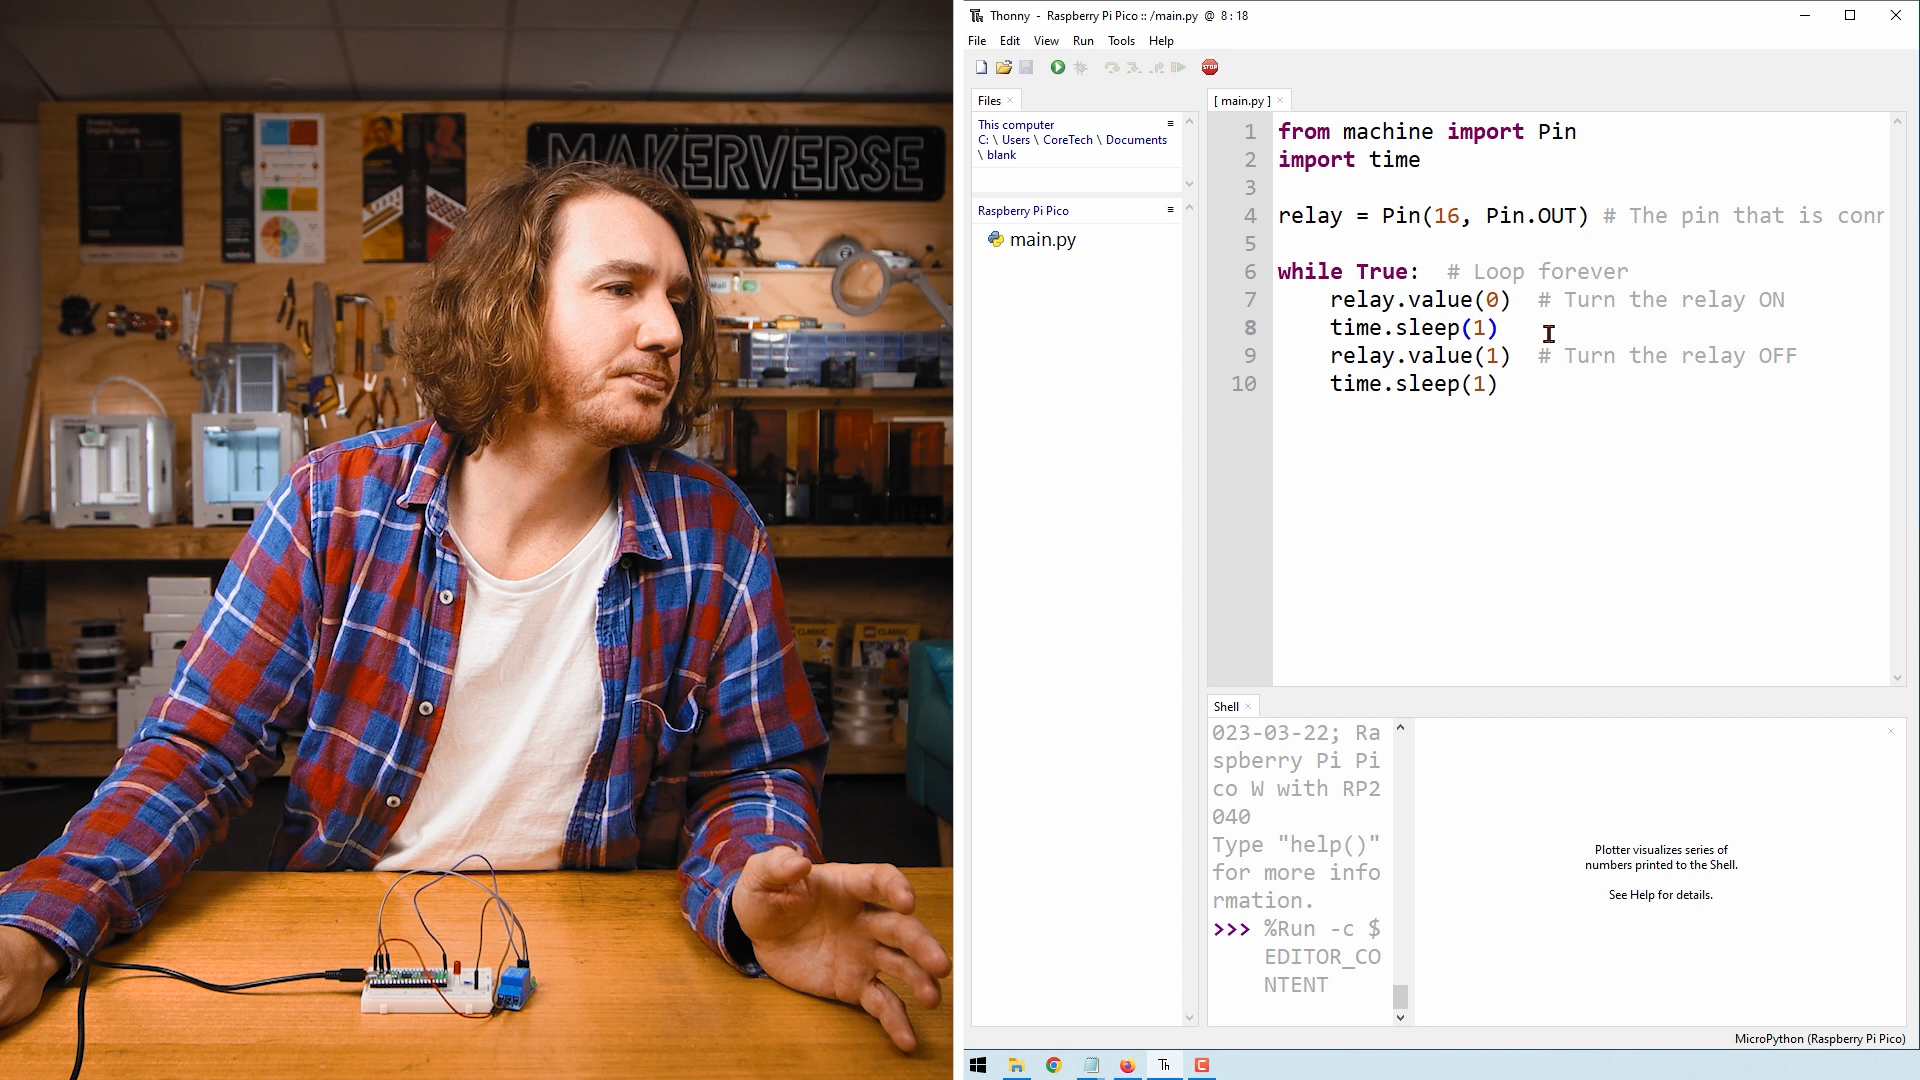 MAKERVERSE
Thonny - Raspberry Pi Pico :: /main.py @ 8 : 18
File Edit View Run Tools Help
STOP
Files
This computer
C: \ Users \ CoreTech \ Documents
\ blank
Raspberry Pi Pico
main.py
[ main.py ]
1 from machine import Pin
2 import time
3
4 relay = Pin(16, Pin.OUT) # The pin that is conn
5
6 while True:  # Loop forever
7     relay.value(0)  # Turn the relay ON
8     time.sleep(1)
9     relay.value(1)  # Turn the relay OFF
10     time.sleep(1)
Shell
023-03-22; Ra
spberry Pi Pi
co W with RP2
040
Type "help()"
for more info
rmation.
>>> %Run -c $
EDITOR_CO
NTENT
Plotter visualizes series of
numbers printed to the Shell.
See Help for details.
MicroPython (Raspberry Pi Pico)
Th